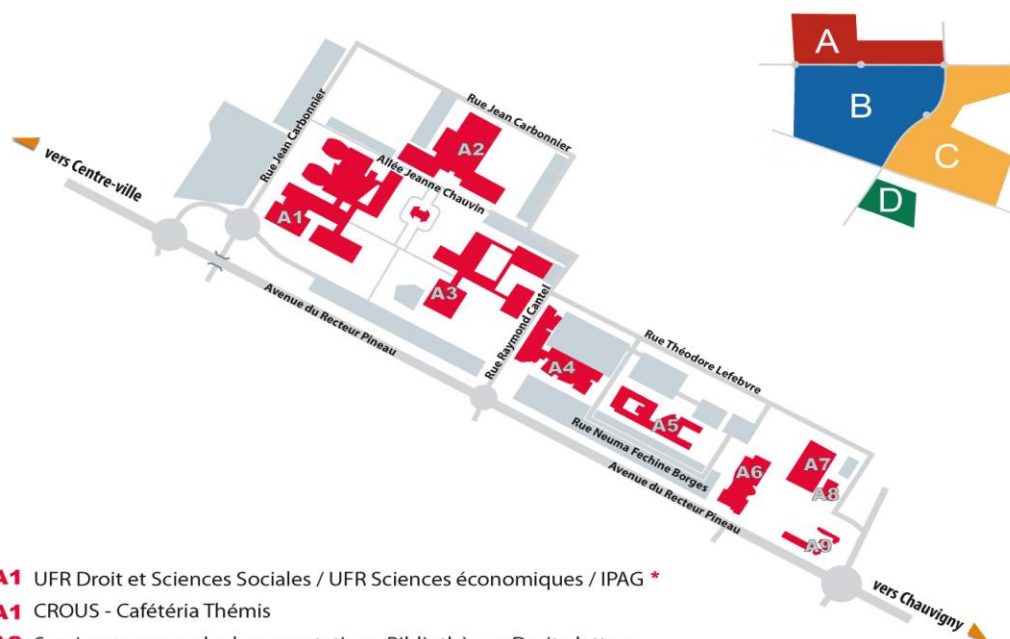 A
B
C
D
Rue Jean Carbonnier
Rue Jean Carbonnier
vers Centre-ville
A2
Allée Jeanne Chauvin
A1
A3
Avenue du Recteur Pineau
Rue Raymond Cantel
Rue Théodore Lefebvre
A4
A5
Rue Neuma Fechine Borges
A6
A7
A8
Avenue du Recteur Pineau
A9
vers Chauvigny
A1 UFR Droit et Sciences Sociales / UFR Sciences économiques / IPAG *
A1 CROUS - Cafétéria Thémis